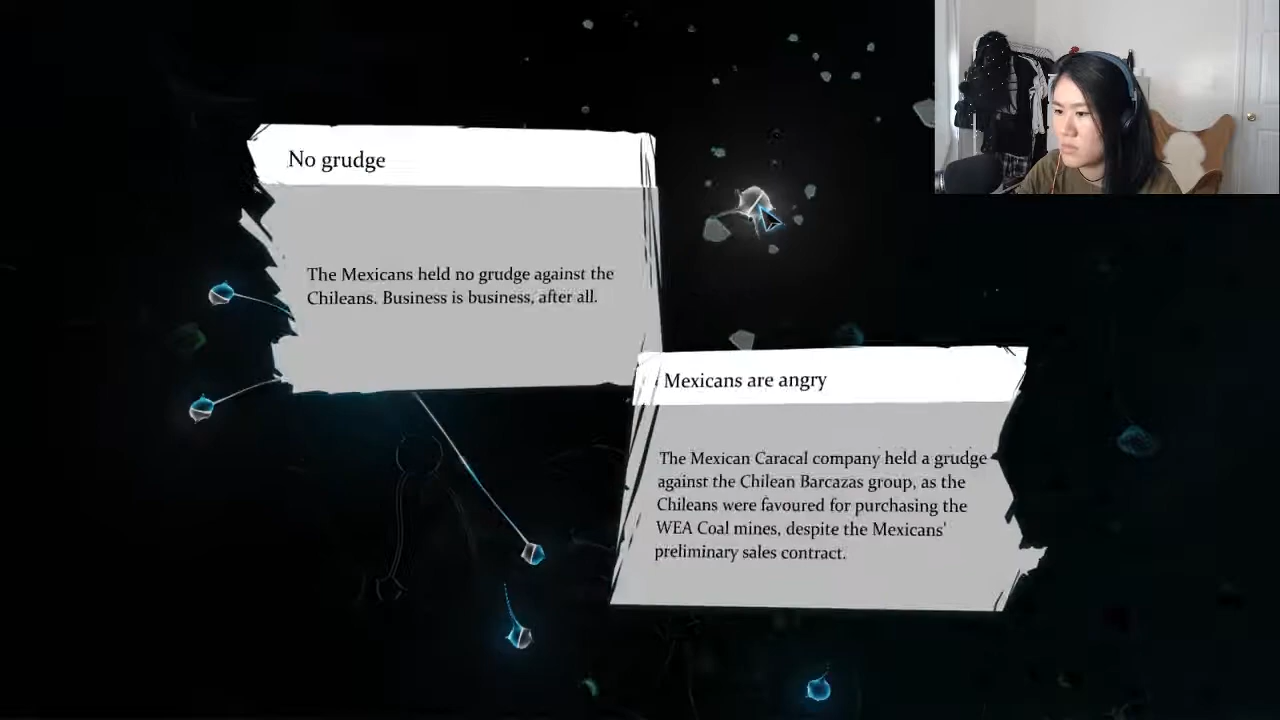 No grudge
The Mexicans held no grudge against the
Chileans. Business is business, after all.
Mexicans are angry
The Mexican Caracal company held a grudge
against the Chilean Barcazas group, as the
Chileans were favoured for purchasing the
WEA Coal mines, despite the Mexicans'
preliminary sales contract.